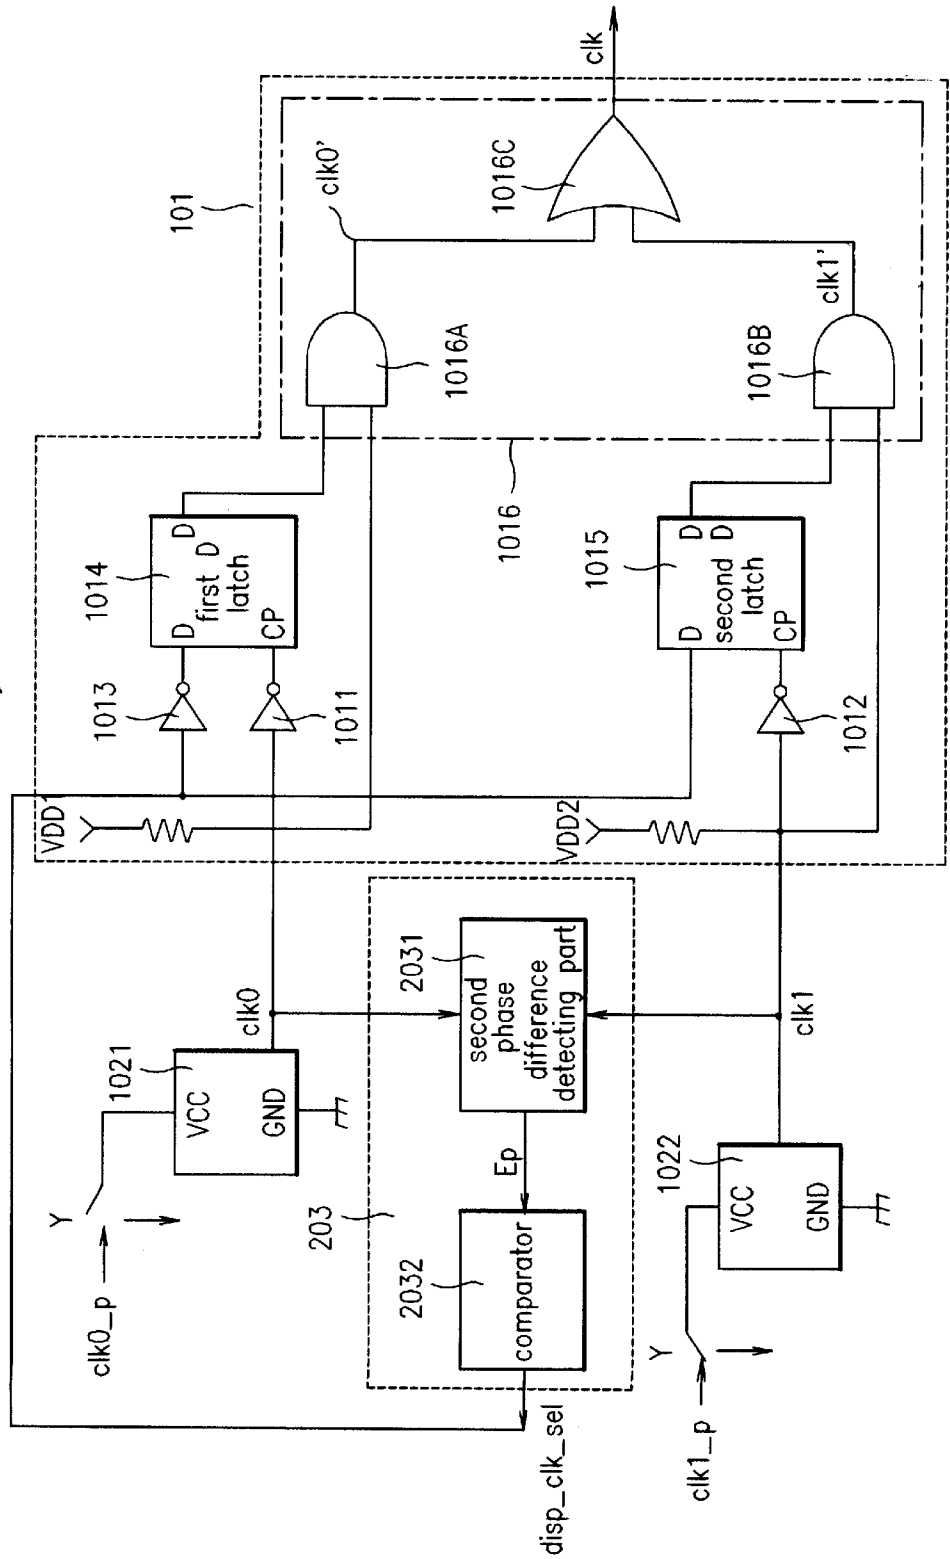 101
clk
clk0'
1016C
1016A
clk1'
1016B
1016
1014
D
D
first D
latch
CP
1013
1011
1015
D
D
second D
latch
CP
1012
VDD1
VDD2
clk0
1021
VCC
GND
Y
clk0_p
203
2031
second
phase
difference
detecting part
Ep
2032
comparator
disp_clk_sel
clk1
1022
VCC
GND
Y
clk1_p